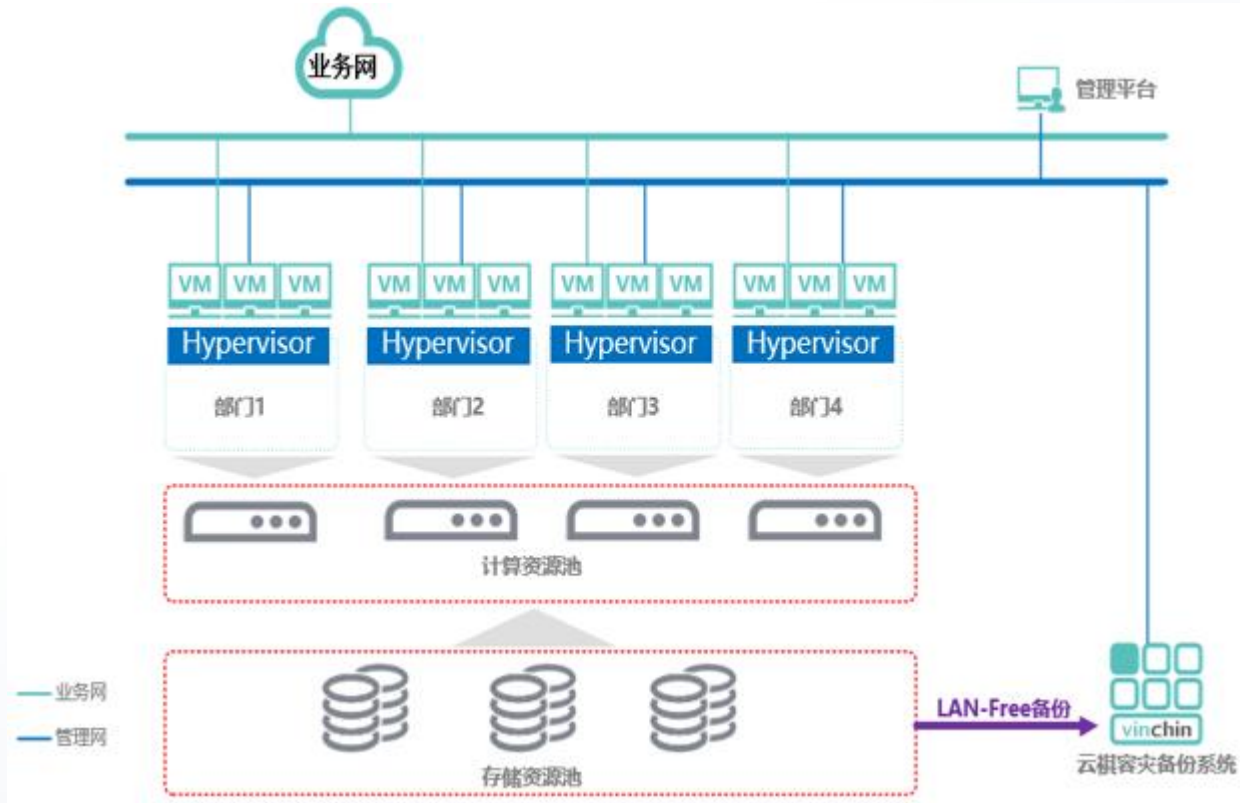 业务网
管理平台
VM VM VM VM VM VM VM VM VM VM VM VM
Hypervisor Hypervisor Hypervisor Hypervisor
部门1 部门2 部门3 部门4
计算资源池
业务网
管理网
存储资源池
LAN-Free备份
vinchin
云祺容灾备份系统